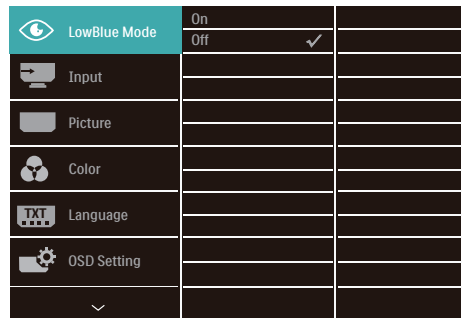 LowBlue Mode
On
Off
Input
Picture
Color
TXT
Language
OSD Setting